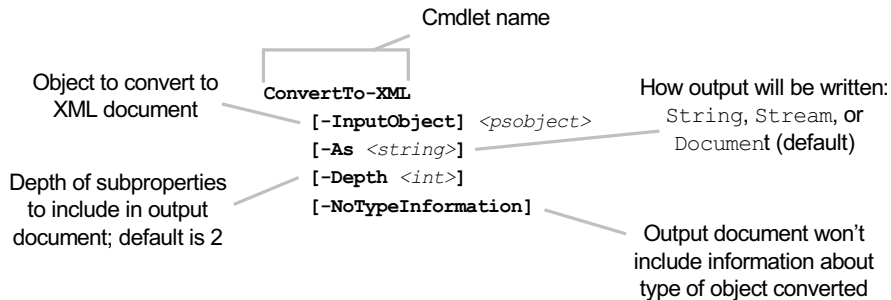 Cmdlet name
Object to convert to
XML document
ConvertTo-XML
[-InputObject] <psobject>
[-As <string>]
[-Depth <int>]
[-NoTypeInformation]
How output will be written:
String, Stream, or
Document (default)
Depth of subproperties
to include in output
document; default is 2
Output document won't
include information about
type of object converted